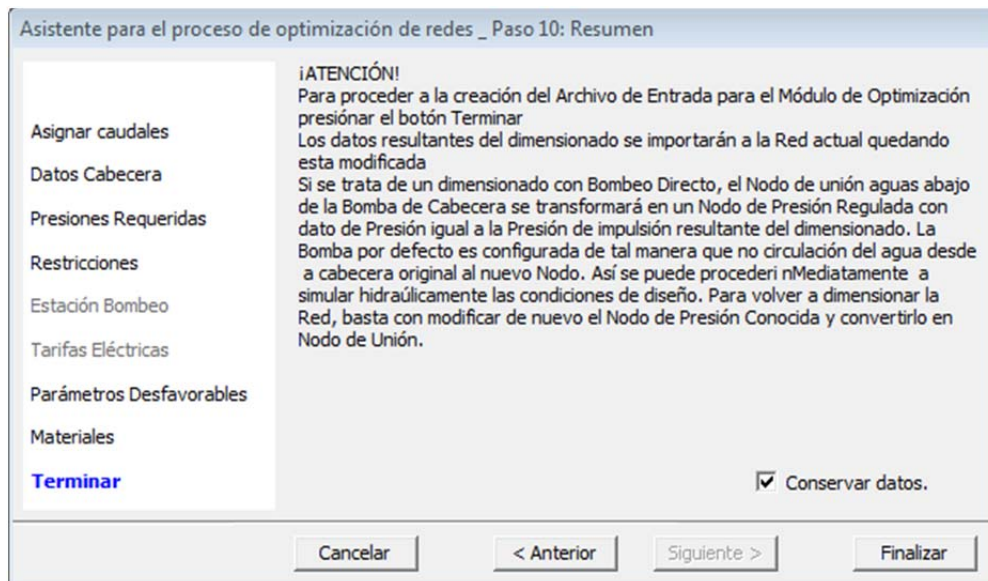 Asistente para el proceso de optimización de redes _ Paso 10: Resumen
Asignar caudales
Datos Cabecera
Presiones Requeridas
Restricciones
Estación Bombeo
Tarifas Eléctricas
Parámetros Desfavorables
Materiales
Terminar
¡ATENCIÓN!
Para proceder a la creación del Archivo de Entrada para el Módulo de Optimización
presiónar el botón Terminar
Los datos resultantes del dimensionado se importarán a la Red actual quedando
esta modificada
Si se trata de un dimensionado con Bombeo Directo, el Nodo de unión aguas abajo
de la Bomba de Cabecera se transformará en un Nodo de Presión Regulada con
dato de Presión igual a la Presión de impulsión resultante del dimensionado. La
Bomba por defecto es configurada de tal manera que no circulación del agua desde
a cabecera original al nuevo Nodo. Así se puede procederi nMediatamente a
simular hidraúlicamente las condiciones de diseño. Para volver a dimensionar la
Red, basta con modificar de nuevo el Nodo de Presión Conocida y convertirlo en
Nodo de Unión.
Conservar datos.
Cancelar
< Anterior
Siguiente >
Finalizar